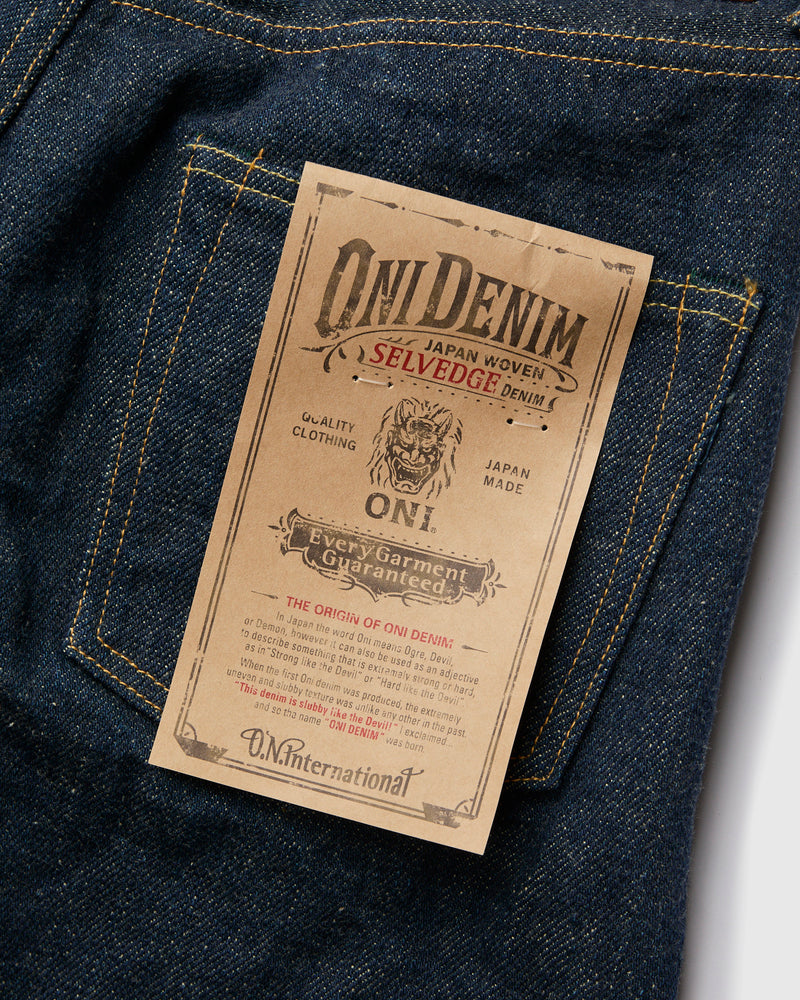 ONI DENIM
JAPAN WOVEN
SELVEDGE DENIM
QUALITY
CLOTHING
JAPAN
MADE
ONI
Every Garment
Guaranteed
THE ORIGIN OF ONI DENIM
In Japan the word Oni means Ogre, Devil,
or Demon, however it can also be used as an adjective
to describe something that is extremely strong or hard,
as in "Strong like the Devil" or "Hard like the Devil".
When the first Oni denim was produced, the extremely
uneven and slubby texture was unlike any other in the past.
"This denim is slubby like the Devil!" I exclaimed...
and so tha name "ONI DENIM" was born.
O.N.International